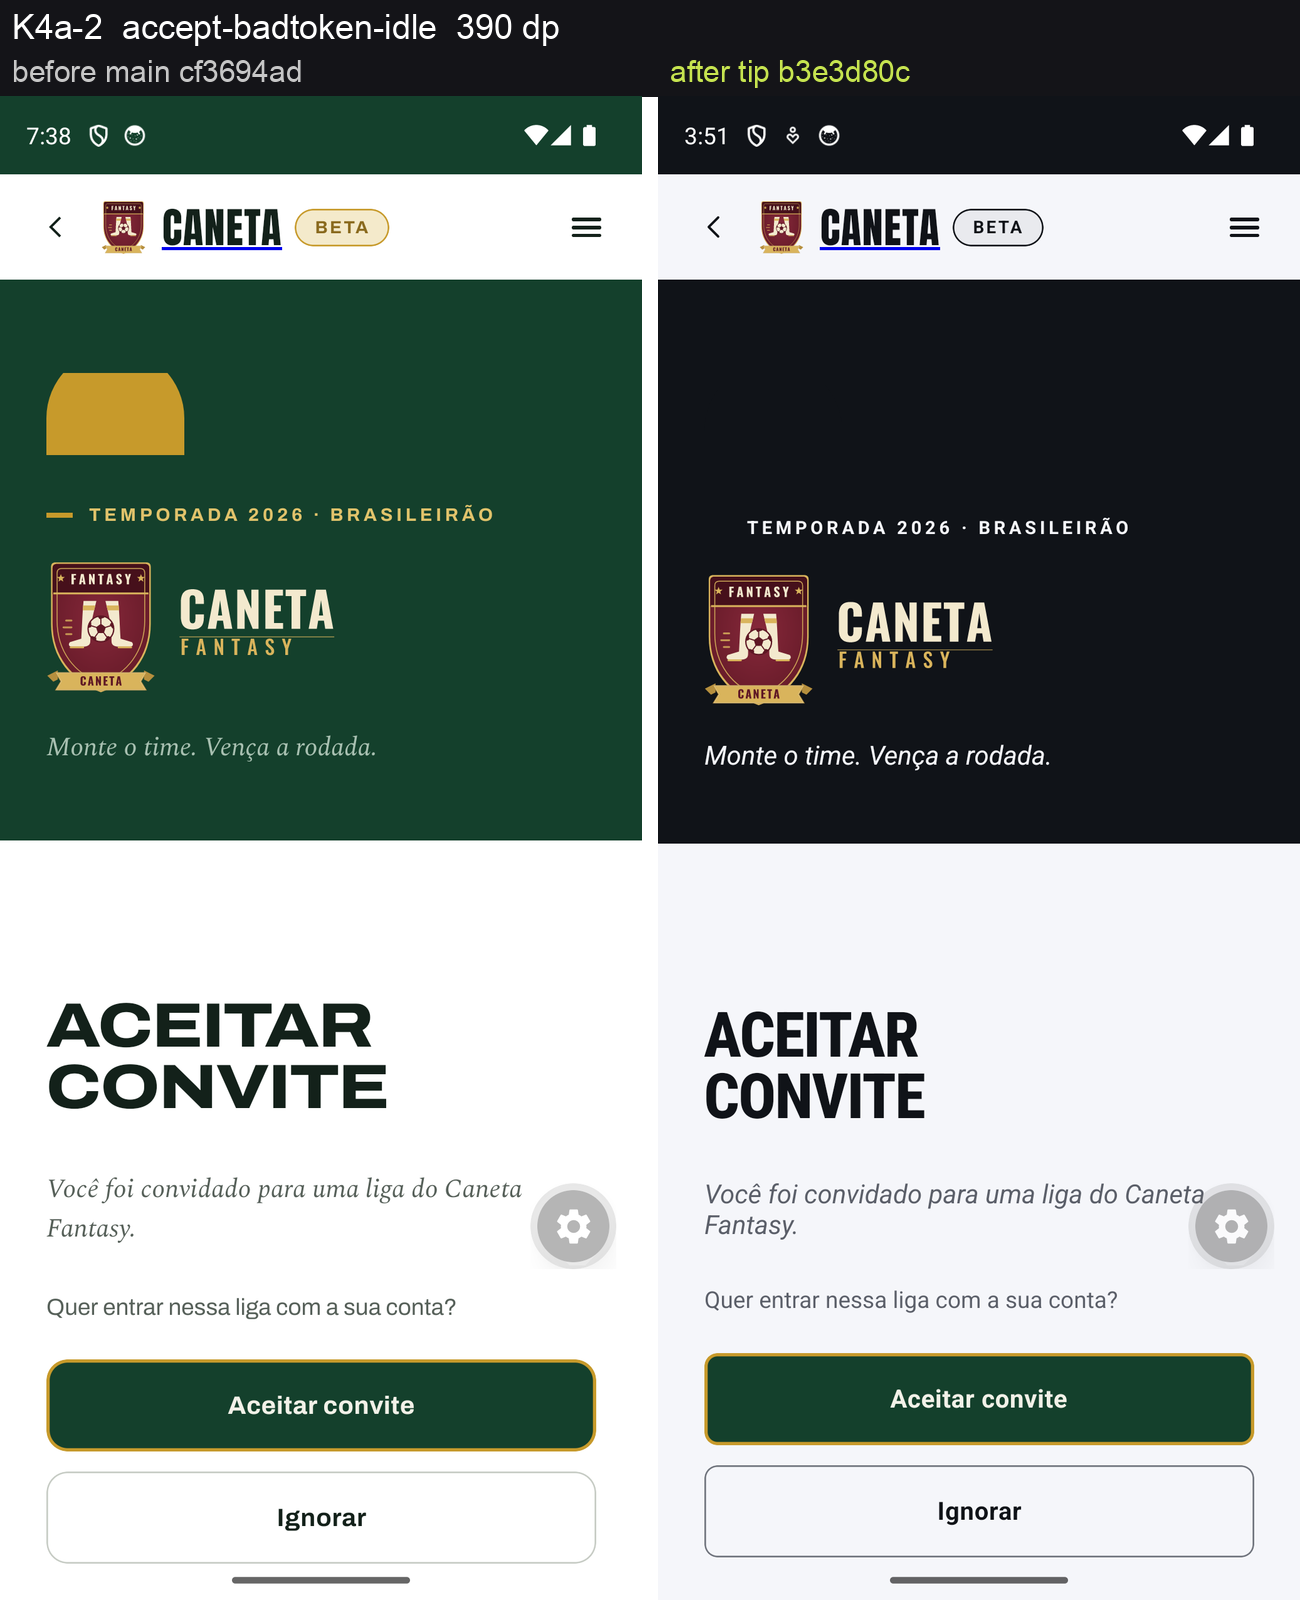 K4a-2 accept-badtoken-idle 390 dp
before main cf3694ad
after tip b3e3d80c
7:38
FANTASY
CANETA
CANETA
BETA
TEMPORADA 2026 · BRASILEIRÃO
FANTASY
CANETA
CANETA
FANTASY
Monte o time. Vença a rodada.
ACEITAR
CONVITE
Você foi convidado para uma liga do Caneta
Fantasy.
Quer entrar nessa liga com a sua conta?
Aceitar convite
Ignorar
3:51
FANTASY
CANETA
CANETA
BETA
TEMPORADA 2026 · BRASILEIRÃO
FANTASY
CANETA
CANETA
FANTASY
Monte o time. Vença a rodada.
ACEITAR
CONVITE
Você foi convidado para uma liga do Caneta
Fantasy.
Quer entrar nessa liga com a sua conta?
Aceitar convite
Ignorar